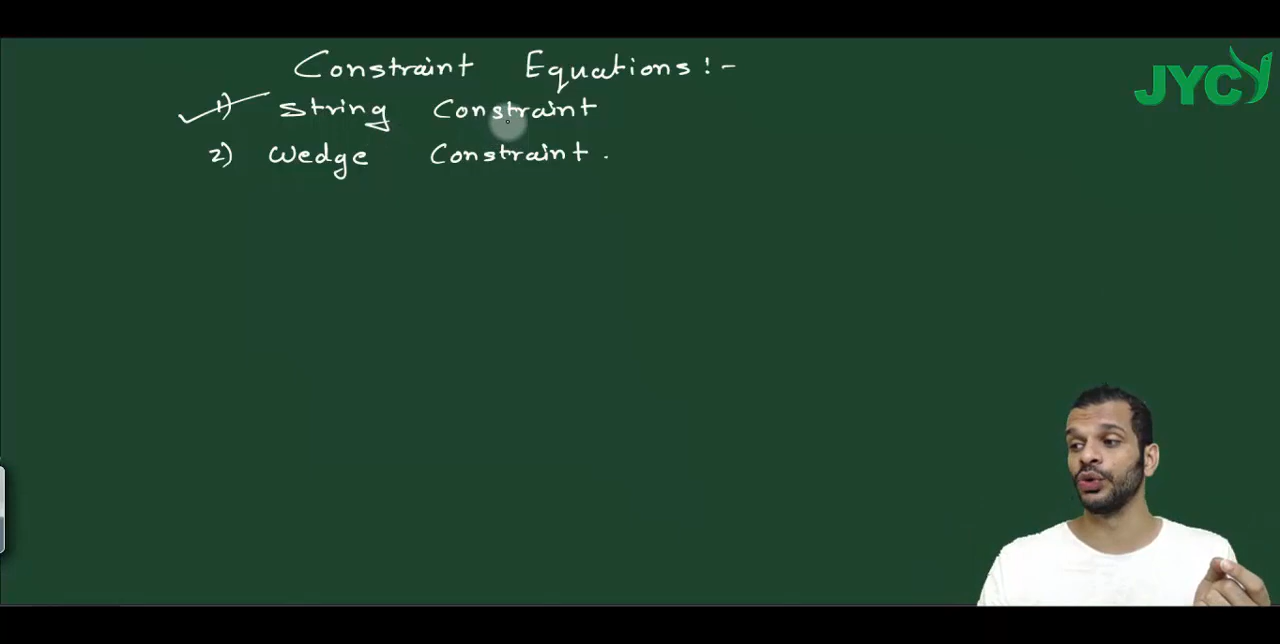 Constraint Equations :-
JYC
1) String Constraint
2) Wedge Constraint.